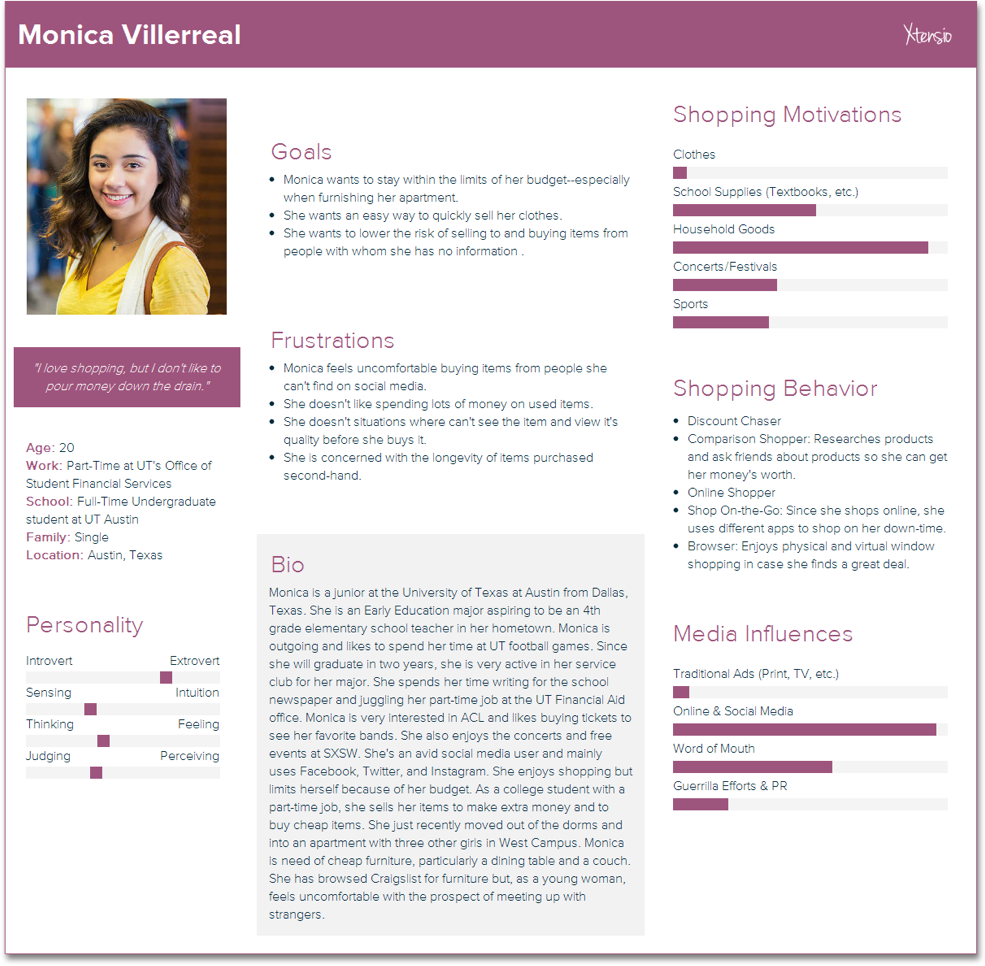 Monica Villerreal
Xtensio
"I love shopping, but I don't like to
pour money down the drain."
Age: 20
Work: Part-Time at UT's Office of
Student Financial Services
School: Full-Time Undergraduate
student at UT Austin
Family: Single
Location: Austin, Texas
Personality
Introvert Extrovert
Sensing Intuition
Thinking Feeling
Judging Perceiving
Goals
• Monica wants to stay within the limits of her budget--especially
when furnishing her apartment.
• She wants an easy way to quickly sell her clothes.
• She wants to lower the risk of selling to and buying items from
people with whom she has no information .
Frustrations
• Monica feels uncomfortable buying items from people she
can't find on social media.
• She doesn't like spending lots of money on used items.
• She doesn't situations where can't see the item and view it's
quality before she buys it.
• She is concerned with the longevity of items purchased
second-hand.
Bio
Monica is a junior at the University of Texas at Austin from Dallas,
Texas. She is an Early Education major aspiring to be an 4th
grade elementary school teacher in her hometown. Monica is
outgoing and likes to spend her time at UT football games. Since
she will graduate in two years, she is very active in her service
club for her major. She spends her time writing for the school
newspaper and juggling her part-time job at the UT Financial Aid
office. Monica is very interested in ACL and likes buying tickets to
see her favorite bands. She also enjoys the concerts and free
events at SXSW. She's an avid social media user and mainly
uses Facebook, Twitter, and Instagram. She enjoys shopping but
limits herself because of her budget. As a college student with a
part-time job, she sells her items to make extra money and to
buy cheap items. She just recently moved out of the dorms and
into an apartment with three other girls in West Campus. Monica
is need of cheap furniture, particularly a dining table and a couch.
She has browsed Craigslist for furniture but, as a young woman,
feels uncomfortable with the prospect of meeting up with
strangers.
Shopping Motivations
Clothes
School Supplies (Textbooks, etc.)
Household Goods
Concerts/Festivals
Sports
Shopping Behavior
• Discount Chaser
• Comparison Shopper: Researches products
and ask friends about products so she can get
her money's worth.
• Online Shopper
• Shop On-the-Go: Since she shops online, she
uses different apps to shop on her down-time.
• Browser: Enjoys physical and virtual window
shopping in case she finds a great deal.
Media Influences
Traditional Ads (Print, TV, etc.)
Online & Social Media
Word of Mouth
Guerrilla Efforts & PR